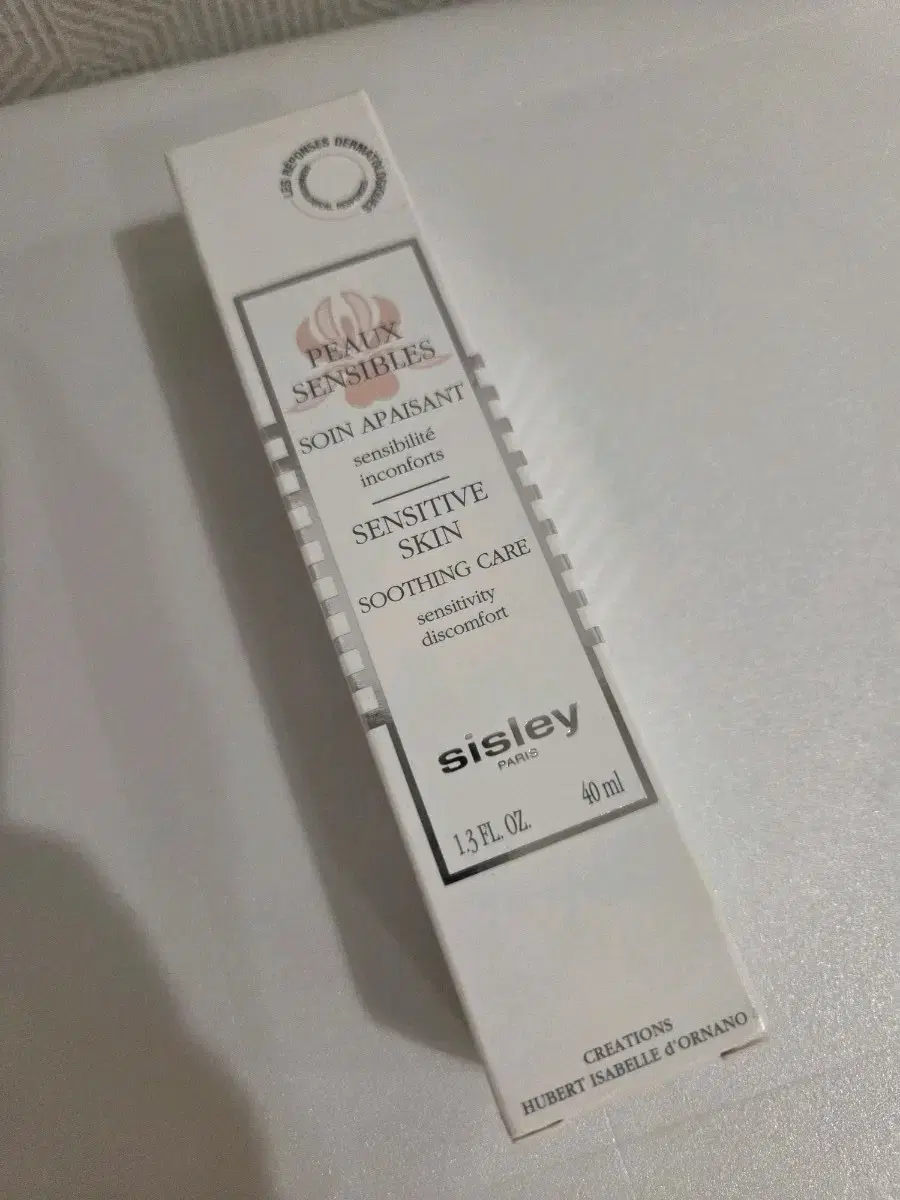 LES RÉPONSES DERMATOLOGIQUES
PEAUX
SENSIBLES
SOIN APAISANT
sensibilité
inconforts
SENSITIVE
SKIN
SOOTHING CARE
sensitivity
discomfort
sisley
PARIS
1.3 FL. OZ. 40 ml
CREATIONS
HUBERT ISABELLE d'ORNANO